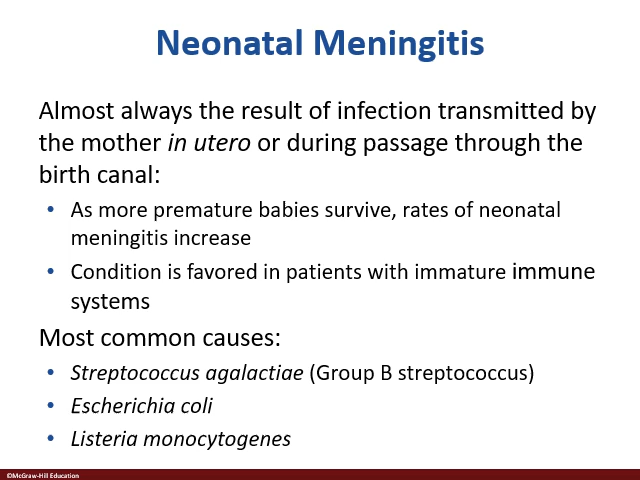 Neonatal Meningitis
Almost always the result of infection transmitted by
the mother in utero or during passage through the
birth canal:
• As more premature babies survive, rates of neonatal
meningitis increase
• Condition is favored in patients with immature immune
systems
Most common causes:
• Streptococcus agalactiae (Group B streptococcus)
• Escherichia coli
• Listeria monocytogenes
©McGraw-Hill Education